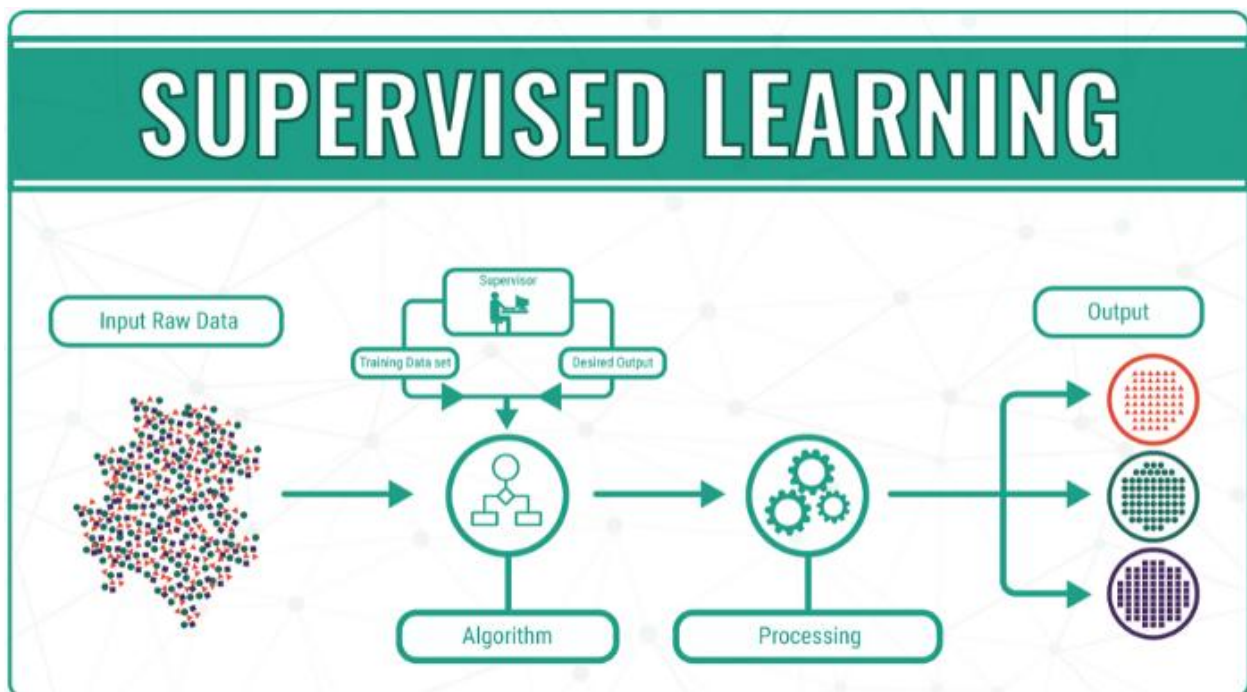 SUPERVISED LEARNING
Supervisor
Input Raw Data
Output
Training Data set
Desired Output
Algorithm
Processing